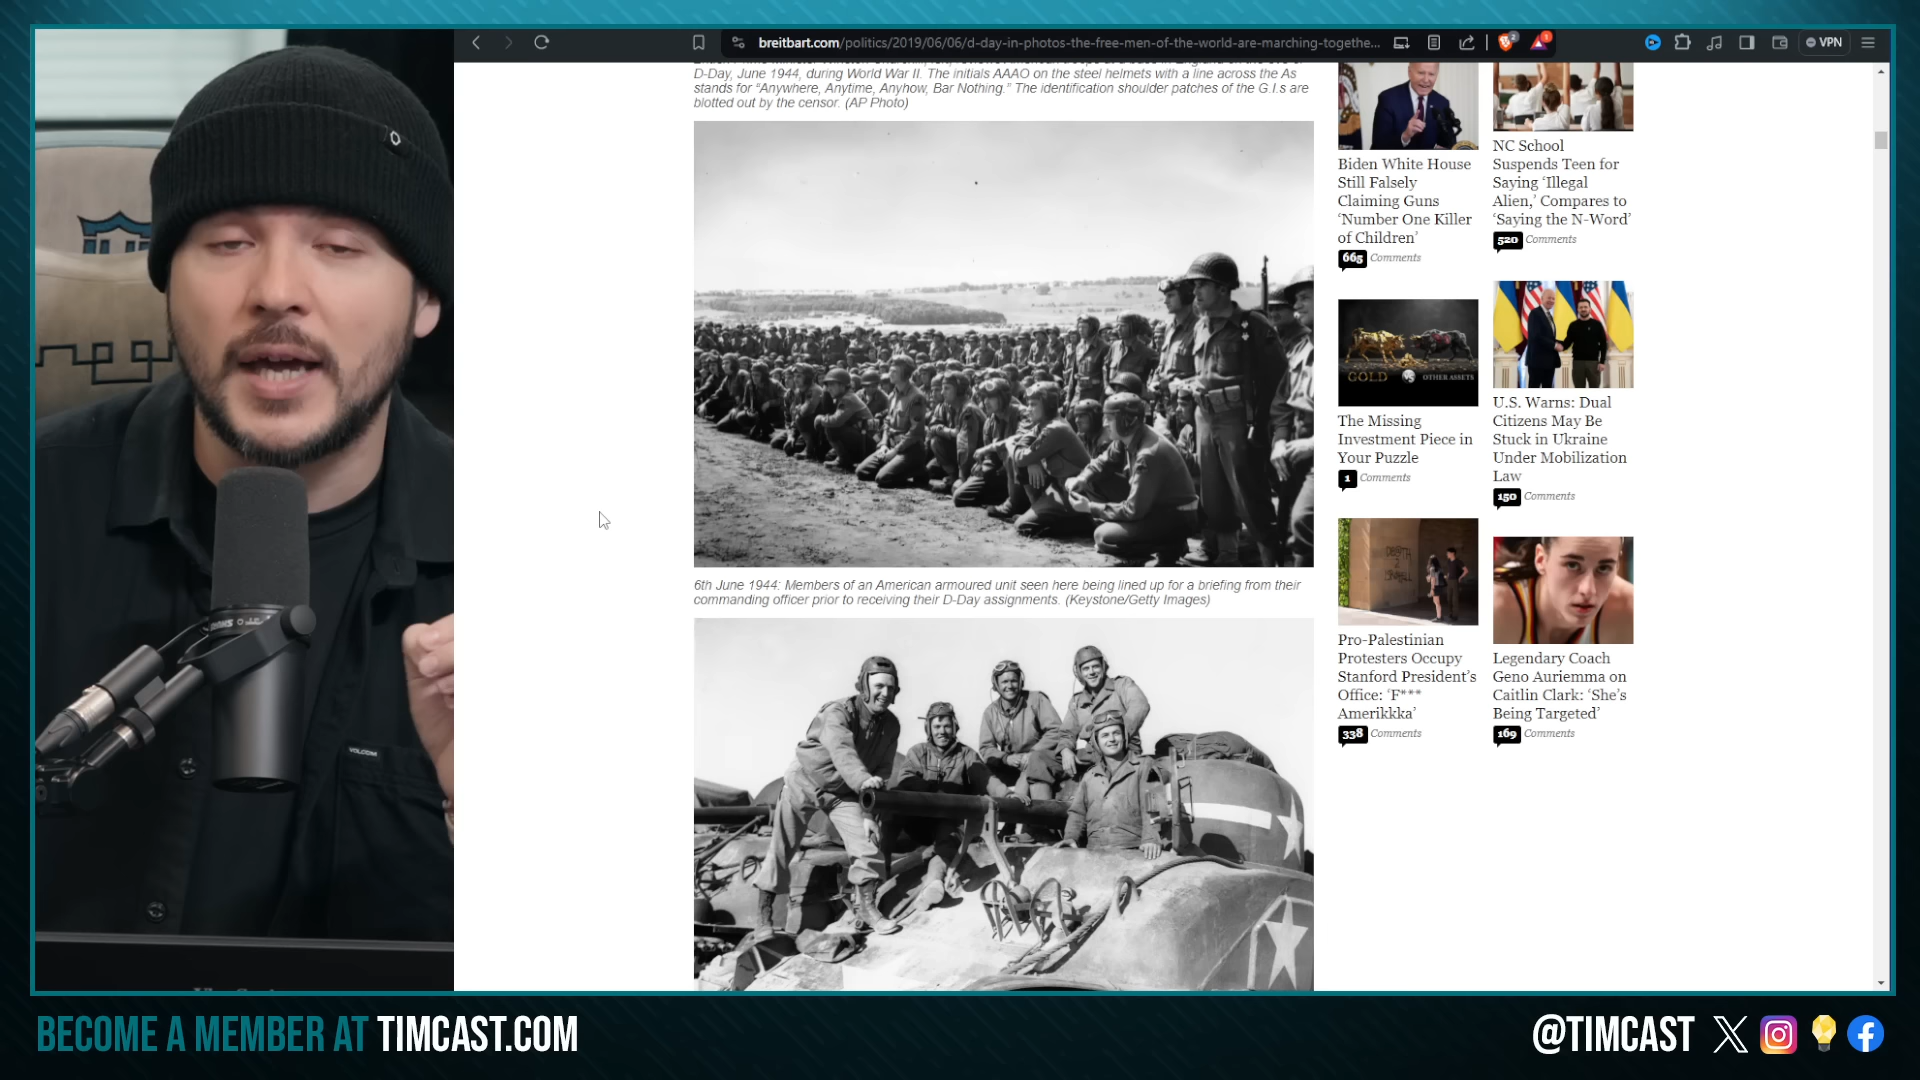 breitbart.com/politics/2019/06/06/d-day-in-photos-the-free-men-of-the-world-are-marching-togethe...
2
1
VPN
D-Day, June 1944, during World War II. The initials AAAO on the steel helmets with a line across the As
stands for “Anywhere, Anytime, Anyhow, Bar Nothing.” The identification shoulder patches of the G.I.s are
blotted out by the censor. (AP Photo)
6th June 1944: Members of an American armoured unit seen here being lined up for a briefing from their
commanding officer prior to receiving their D-Day assignments. (Keystone/Getty Images)
Biden White House
Still Falsely
Claiming Guns
‘Number One Killer
of Children’
665 Comments
NC School
Suspends Teen for
Saying ‘Illegal
Alien,’ Compares to
‘Saying the N-Word’
520 Comments
GOLD VS OTHER ASSETS
The Missing
Investment Piece in
Your Puzzle
1 Comments
U.S. Warns: Dual
Citizens May Be
Stuck in Ukraine
Under Mobilization
Law
150 Comments
Pro-Palestinian
Protesters Occupy
Stanford President’s
Office: ‘F***
Amerikkka’
338 Comments
Legendary Coach
Geno Auriemma on
Caitlin Clark: ‘She’s
Being Targeted’
169 Comments
VOLCOM
BECOME A MEMBER AT TIMCAST.COM
@TIMCAST